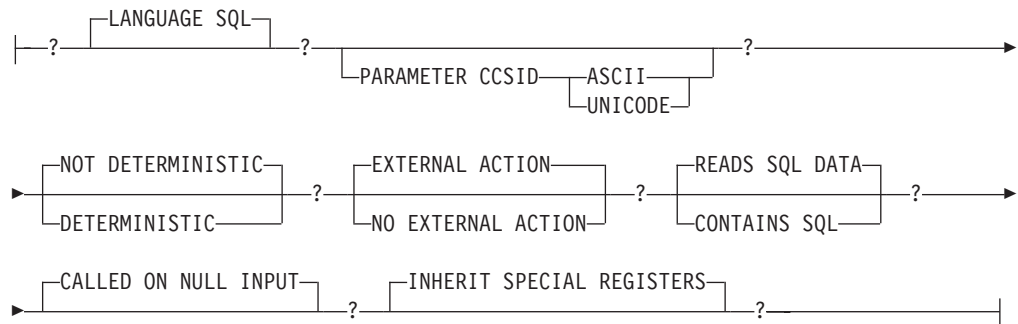 LANGUAGE SQL
? ? ?
PARAMETER CCSID ASCII
UNICODE
NOT DETERMINISTIC EXTERNAL ACTION READS SQL DATA
? ? ?
DETERMINISTIC NO EXTERNAL ACTION CONTAINS SQL
CALLED ON NULL INPUT INHERIT SPECIAL REGISTERS
? ?